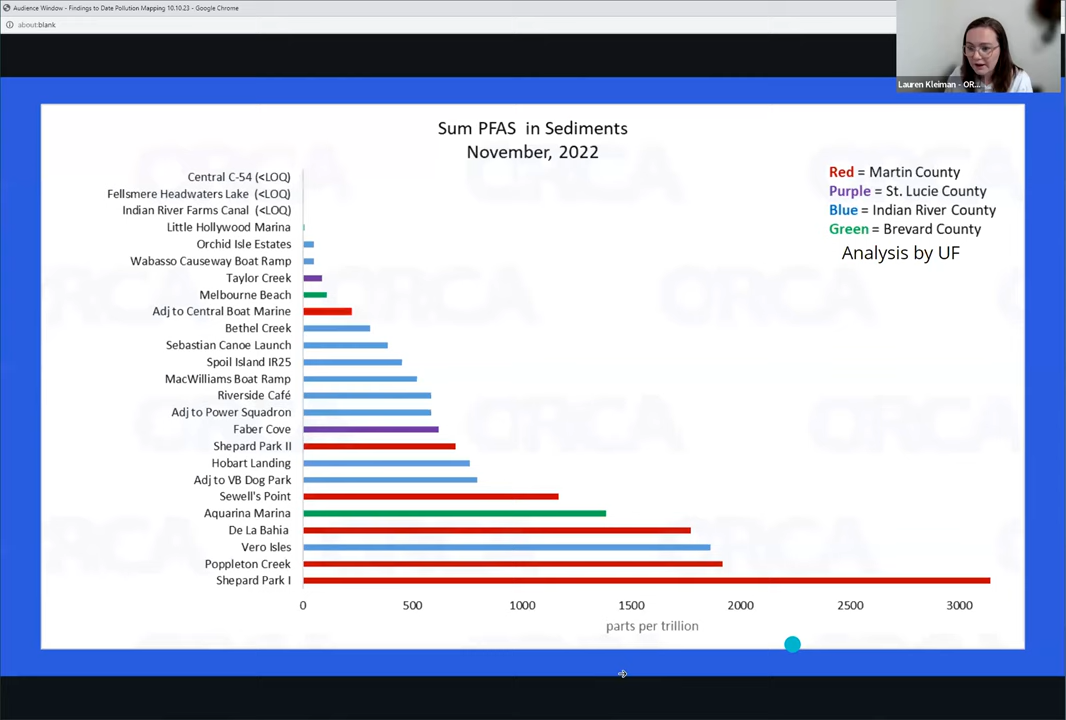 Audience Window - Findings to Date Pollution Mapping 10.10.23 - Google Chrome
about:blank
Lauren Kleiman - OR...
Sum PFAS in Sediments
November, 2022
Red = Martin County
Purple = St. Lucie County
Blue = Indian River County
Green = Brevard County
Analysis by UF
Central C-54 (<LOQ)
Fellsmere Headwaters Lake (<LOQ)
Indian River Farms Canal (<LOQ)
Little Hollywood Marina
Orchid Isle Estates
Wabasso Causeway Boat Ramp
Taylor Creek
Melbourne Beach
Adj to Central Boat Marine
Bethel Creek
Sebastian Canoe Launch
Spoil Island IR25
MacWilliams Boat Ramp
Riverside Café
Adj to Power Squadron
Faber Cove
Shepard Park II
Hobart Landing
Adj to VB Dog Park
Sewell's Point
Aquarina Marina
De La Bahia
Vero Isles
Poppleton Creek
Shepard Park I
0 500 1000 1500 2000 2500 3000
parts per trillion
ORCA
ORCA
ORCA
ORCA
ORCA
ORCA